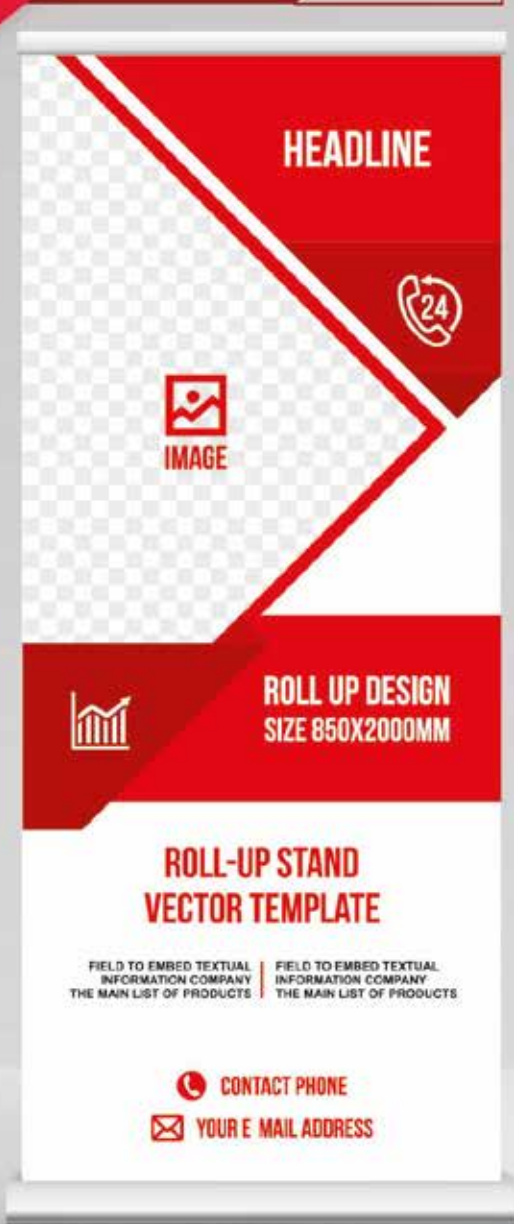 HEADLINE
24
IMAGE
ROLL UP DESIGN
SIZE 850X2000MM
ROLL-UP STAND
VECTOR TEMPLATE
FIELD TO EMBED TEXTUAL
INFORMATION COMPANY
THE MAIN LIST OF PRODUCTS
FIELD TO EMBED TEXTUAL
INFORMATION COMPANY
THE MAIN LIST OF PRODUCTS
CONTACT PHONE
YOUR E MAIL ADDRESS